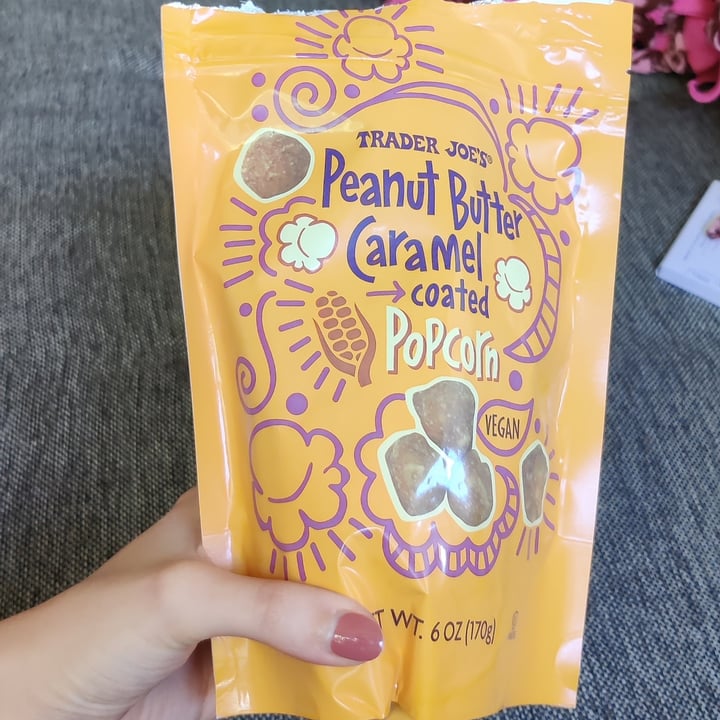 TRADER JOE'S®
Peanut Butter
Caramel
coated
Popcorn
VEGAN
T WT. 6 OZ (170g)